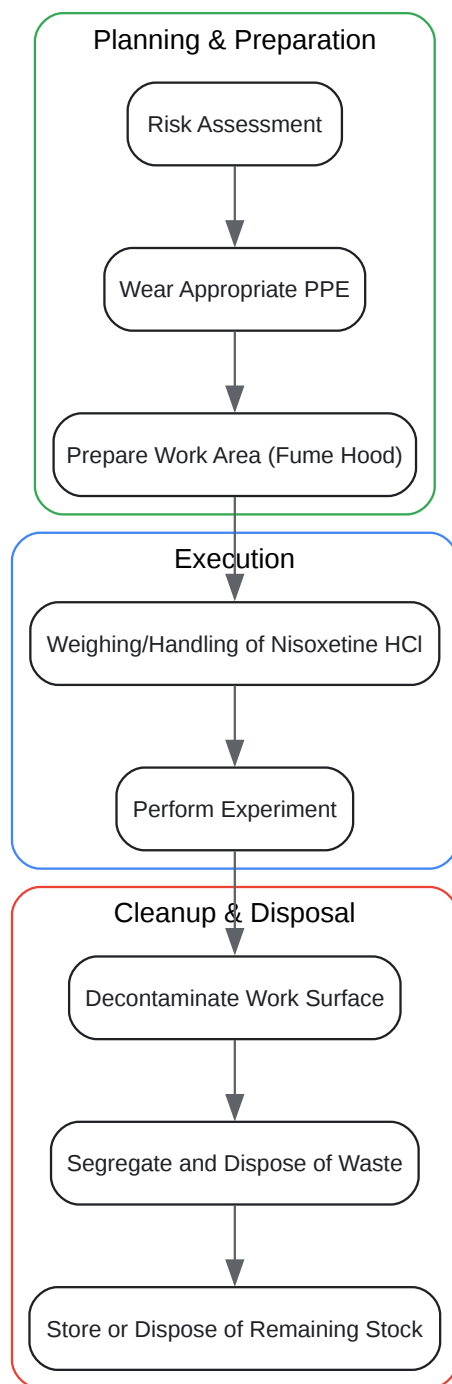 Planning & Preparation
Risk Assessment
Wear Appropriate PPE
Prepare Work Area (Fume Hood)
Execution
Weighing/Handling of Nisoxetine HCl
Perform Experiment
Cleanup & Disposal
Decontaminate Work Surface
Segregate and Dispose of Waste
Store or Dispose of Remaining Stock